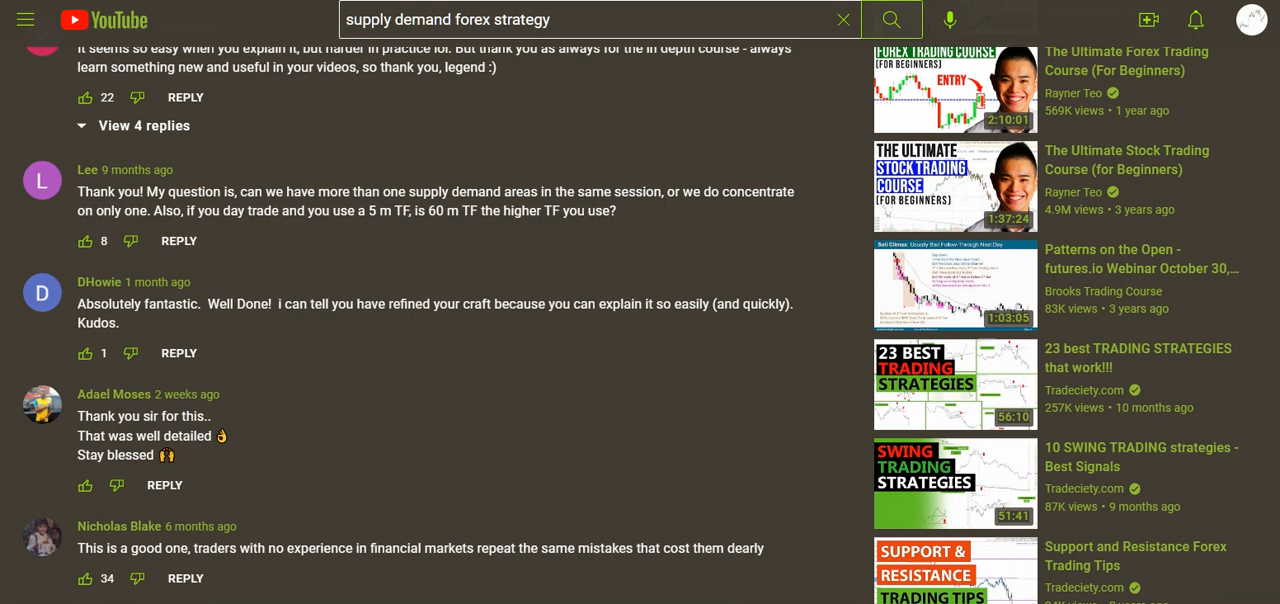 YouTube
supply demand forex strategy
It seems so easy when you explain it, but harder in practice lol. But thank you as always for the in depth course - always
learn something new and useful in your videos, so thank you, legend :)
22 REPLY
View 4 replies
L
Lee 9 months ago
Thank you! My question is, can we have more than one supply demand areas in the same session, or we do concentrate
on only one. Also, if you day trade and you use a 5 m TF, is 60 m TF the higher TF you use?
8 REPLY
D
DHowie 1 month ago
Absolutely fantastic. Well Done! i can tell you have refined your craft because you can explain it so easily (and quickly).
Kudos.
1 REPLY
Adael Moses 2 weeks ago
Thank you sir for this..
That was well detailed 👌
Stay blessed 🙌
REPLY
Nicholas Blake 6 months ago
This is a good one, traders with no experience in financial markets repeat the same mistakes that cost them dearly
34 REPLY
FOREX TRADING COURSE
(FOR BEGINNERS)
ENTRY
2:10:01
The Ultimate Forex Trading
Course (For Beginners)
Rayner Teo
569K views • 1 year ago
THE ULTIMATE
STOCK TRADING
COURSE
(FOR BEGINNERS)
1:37:24
The Ultimate Stock Trading
Course (for Beginners)
Rayner Teo
4.9M views • 3 years ago
Sell Climax: Usually Bad Follow-Through Next Day
1:03:05
Patterns on the Open -
futures.io Webinar October 30,...
Brooks Trading Course
83K views • 3 years ago
23 BEST
TRADING
STRATEGIES
56:10
23 best TRADING STRATEGIES
that work!!!
Tradeciety.com
257K views • 10 months ago
SWING
TRADING
STRATEGIES
51:41
10 SWING TRADING strategies -
Best Signals
Tradeciety.com
87K views • 9 months ago
SUPPORT &
RESISTANCE
TRADING TIPS
Support and Resistance Forex
Trading Tips
Tradeciety.com